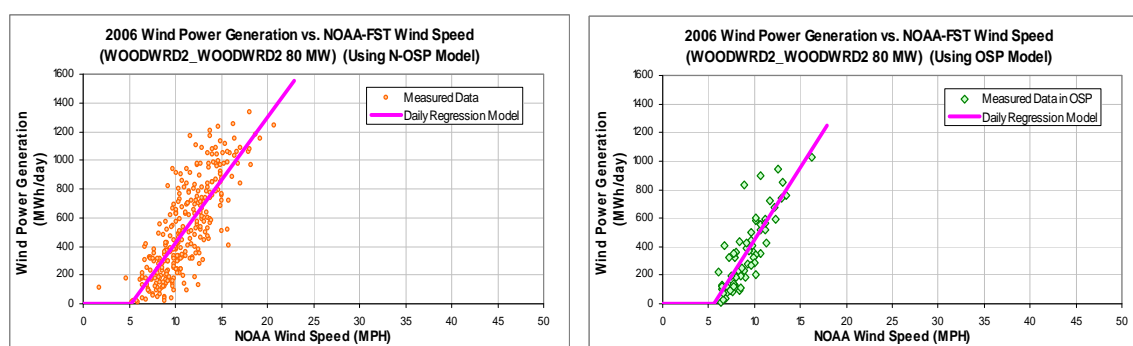 2006 Wind Power Generation vs. NOAA-FST Wind Speed
(WOODWRD2_WOODWRD2 80 MW) (Using N-OSP Model)
Wind Power Generation
(MWh/day)
1600
1400
1200
1000
800
600
400
200
0
Measured Data
Daily Regression Model
0 5 10 15 20 25 30 35 40 45 50
NOAA Wind Speed (MPH)
2006 Wind Power Generation vs. NOAA-FST Wind Speed
(WOODWRD2_WOODWRD2 80 MW) (Using OSP Model)
Wind Power Generation
(MWh/day)
1600
1400
1200
1000
800
600
400
200
0
Measured Data in OSP
Daily Regression Model
0 5 10 15 20 25 30 35 40 45 50
NOAA Wind Speed (MPH)